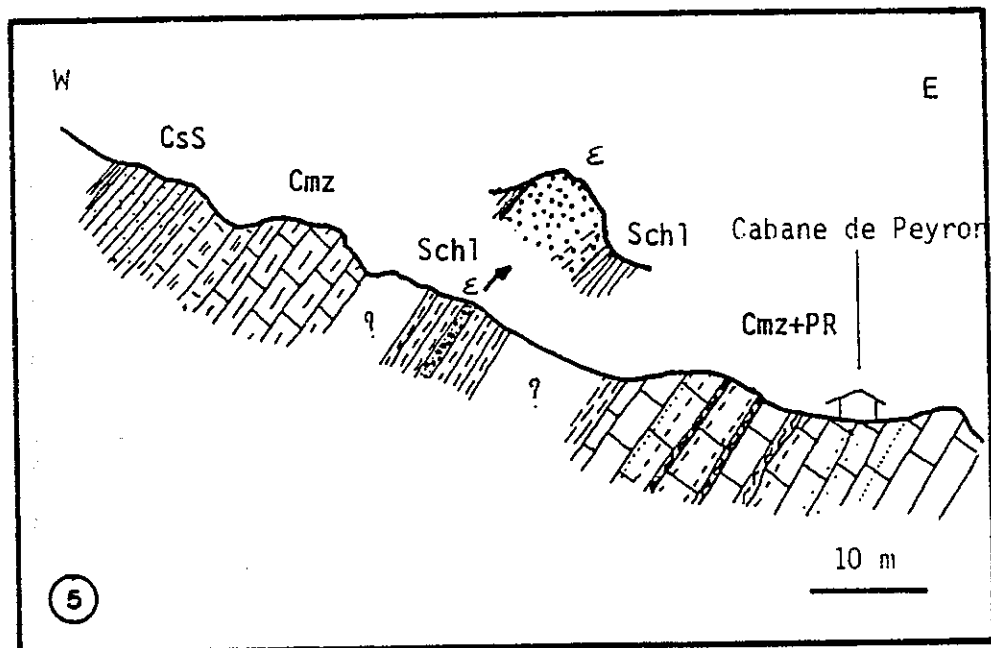 W
E
CsS
Cmz
ε
Schl
Schl
ε
Cabane de Peyron
Cmz+PR
?
?
10 m
5